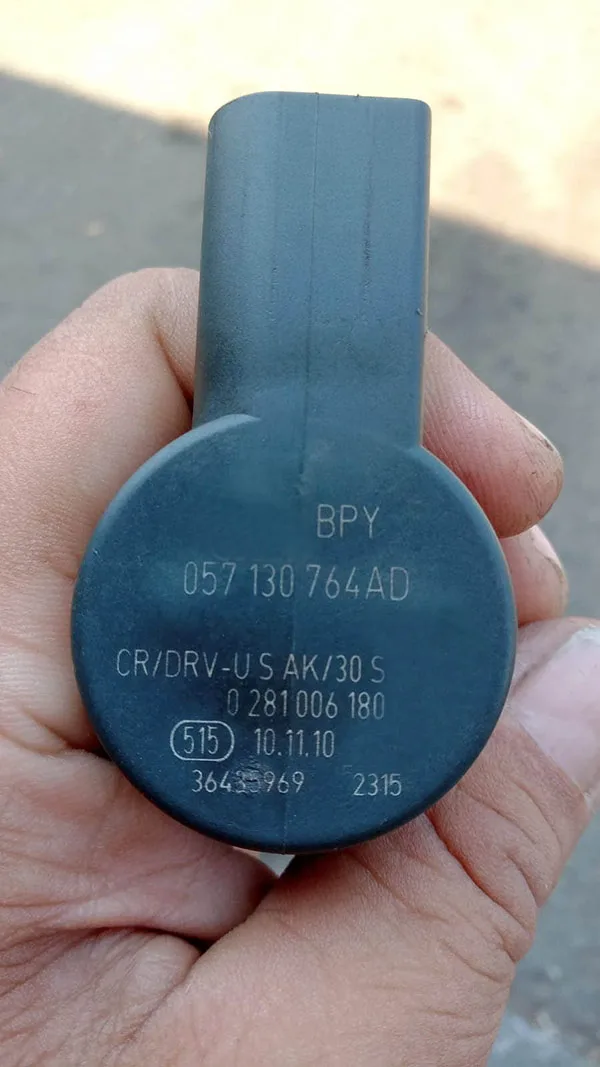 BPY
057 130 764AD
CR/DRV-U S AK/30 S
0 281 006 180
515 10.11.10
2315